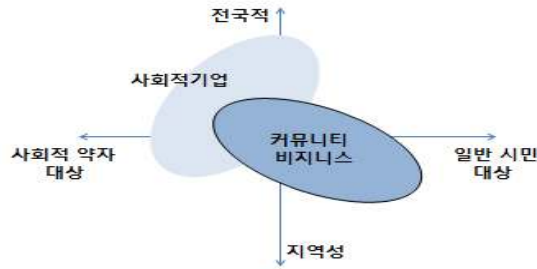 전국적
사회적기업
커뮤니티
비지니스
사회적 약자
대상
일반 시민
대상
지역성